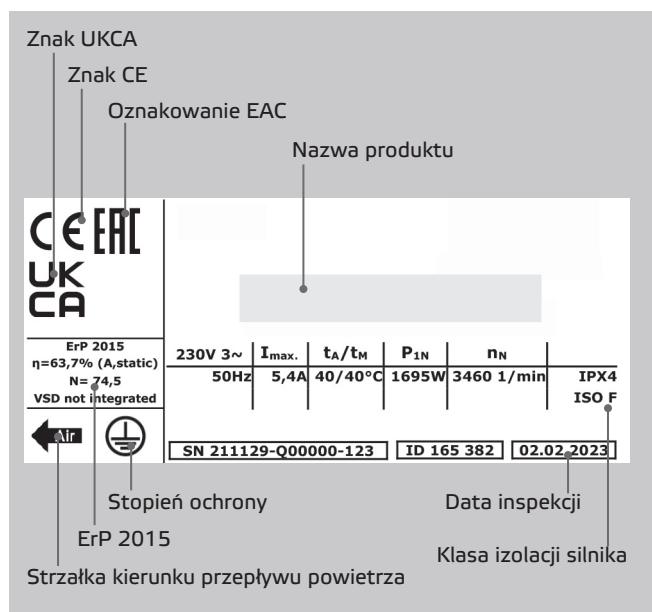 Znak UKCA
Znak CE
Oznakowanie EAC
Nazwa produktu
CE EAC
UK
CA
ErP 2015
η=63,7% (A,static)
N= 74,5
VSD not integrated
230V 3~ Imax. tA/tM P1N nN
50Hz 5,4A 40/40°C 1695W 3460 1/min IPX4
ISO F
Air
SN 211129-Q00000-123 ID 165 382 02.02.2023
Stopień ochrony Data inspekcji
ErP 2015
Klasa izolacji silnika
Strzałka kierunku przepływu powietrza